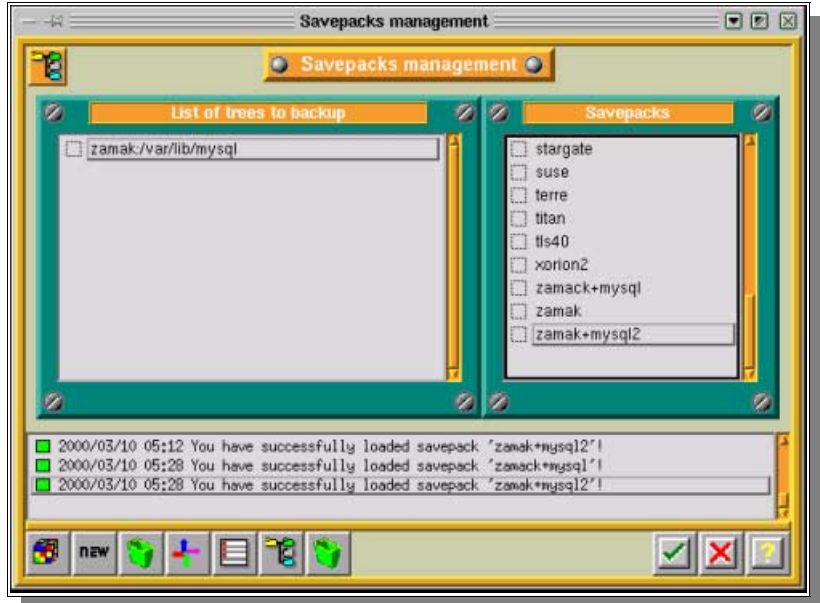 Savepacks management
Savepacks management
List of trees to backup
zamak:/var/lib/mysql
Savepacks
stargate
suse
terre
titan
tls40
xorion2
zamack+mysql
zamak
zamak+mysql2
2000/03/10 05:12 You have successfully loaded savepack 'zamak+mysql2'!
2000/03/10 05:28 You have successfully loaded savepack 'zamack+mysql'!
2000/03/10 05:28 You have successfully loaded savepack 'zamak+mysql2'!
NEW
?